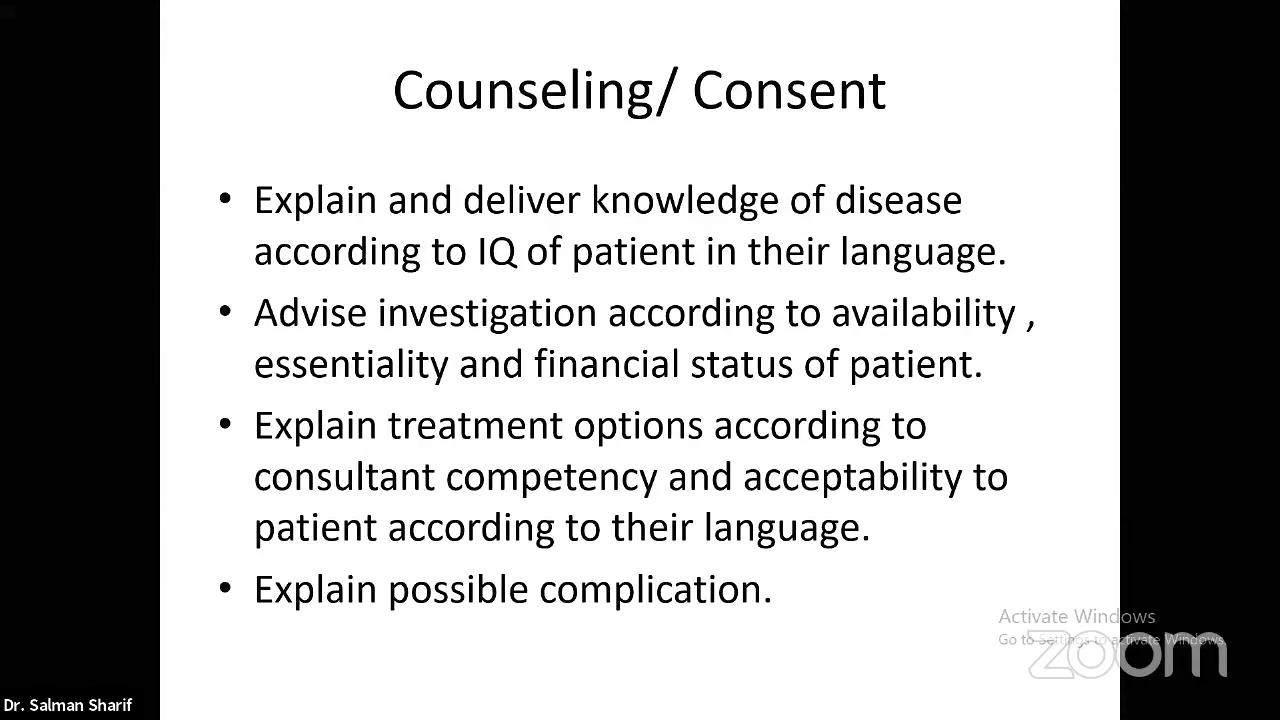 Counseling/ Consent
• Explain and deliver knowledge of disease
according to IQ of patient in their language.
• Advise investigation according to availability ,
essentiality and financial status of patient.
• Explain treatment options according to
consultant competency and acceptability to
patient according to their language.
• Explain possible complication.
Activate Windows
Go to Settings to activate Windows.
zoom
Dr. Salman Sharif